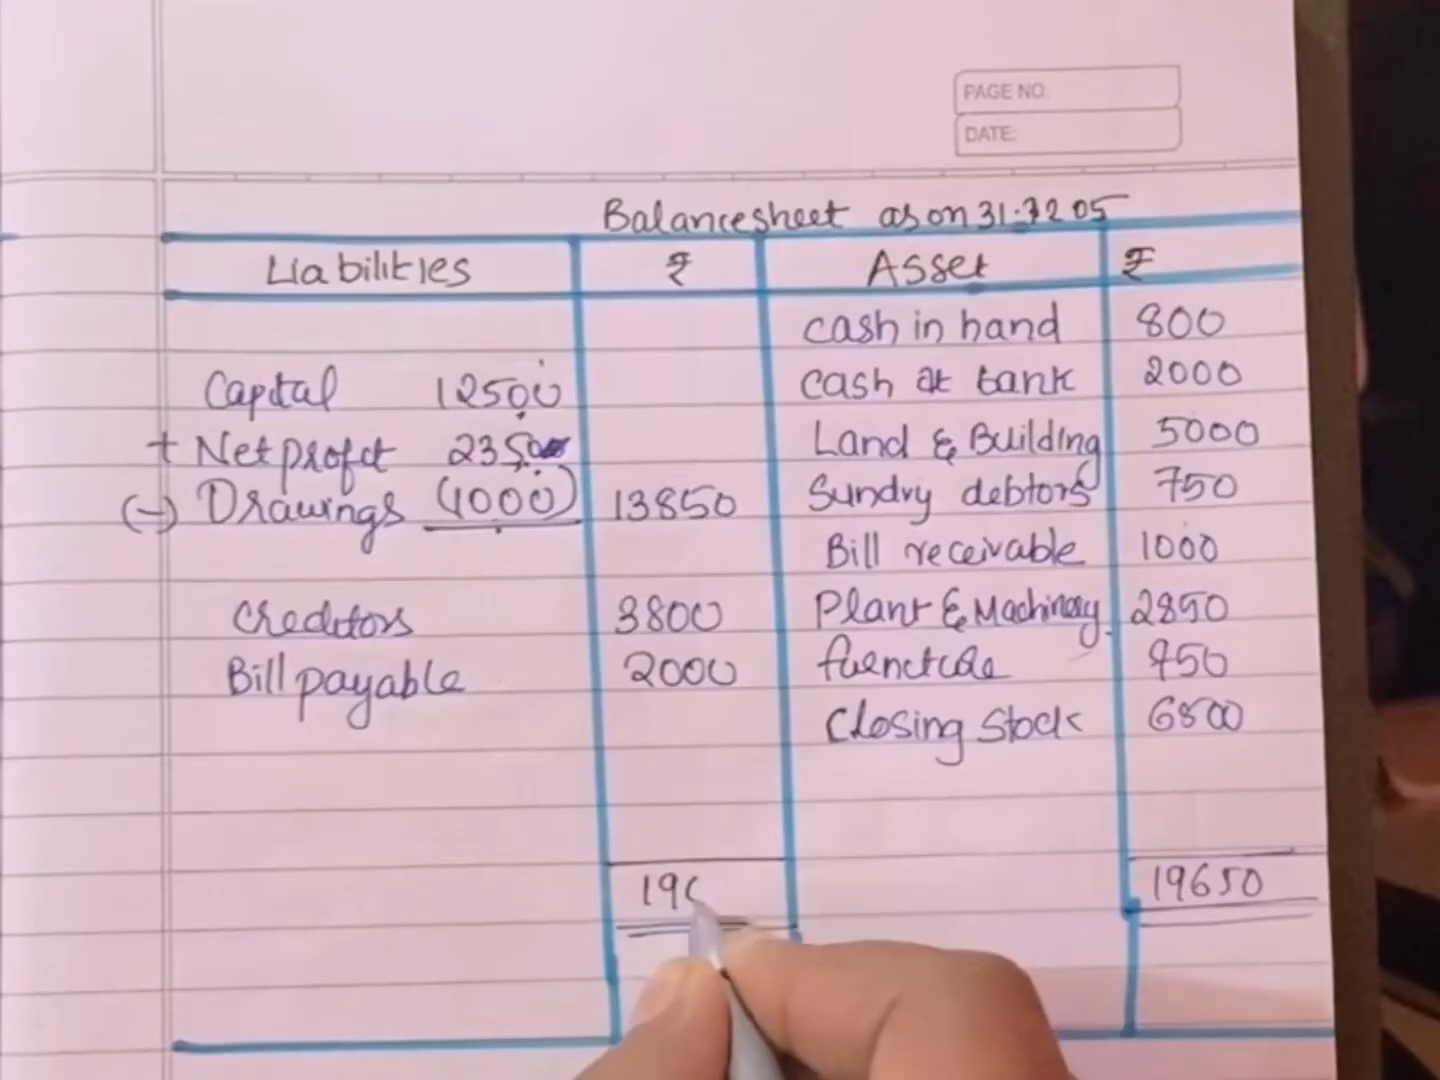 PAGE NO.
DATE:
Balancesheet as on 31.12 05
Liabilities ₹ Asset ₹
cash in hand 800
Capital 12500 cash at bank 2000
+ Net profit 2350 Land & Building 5000
(-) Drawings (1000) 13850 Sundry debtors 750
Bill receivable 1000
Creditors 3800 Plant & Machinery 2850
Bill payable 2000 furniture 450
Closing Stock 6800
19 19650